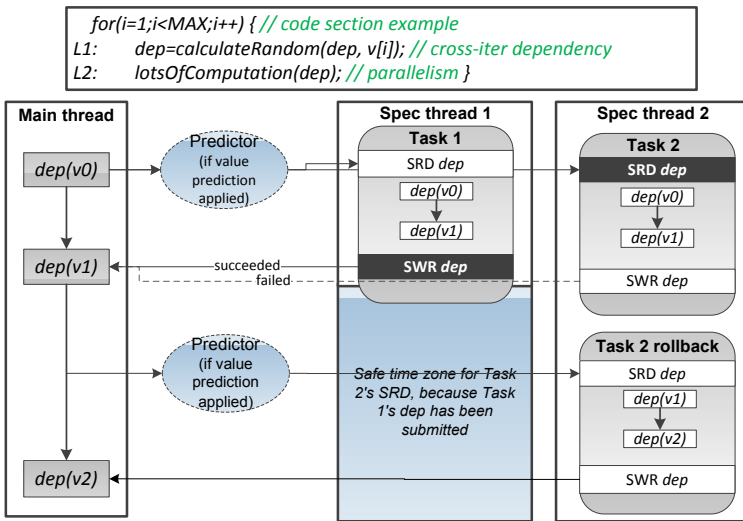 for(i=1;i<MAX;i++) { // code section example
L1: dep=calculateRandom(dep, v[i]); // cross-iter dependency
L2: lotsOfComputation(dep); // parallelism }
Main thread
Spec thread 1
Spec thread 2
Task 1
Task 2
Predictor
(if value
prediction
applied)
dep(v0)
SRD dep
SRD dep
dep(v0)
dep(v0)
dep(v1)
dep(v1)
dep(v1)
succeeded
SWR dep
failed
SWR dep
Predictor
(if value
prediction
applied)
Safe time zone for Task
2's SRD, because Task
1's dep has been
submitted
Task 2 rollback
SRD dep
dep(v1)
dep(v2)
dep(v2)
SWR dep